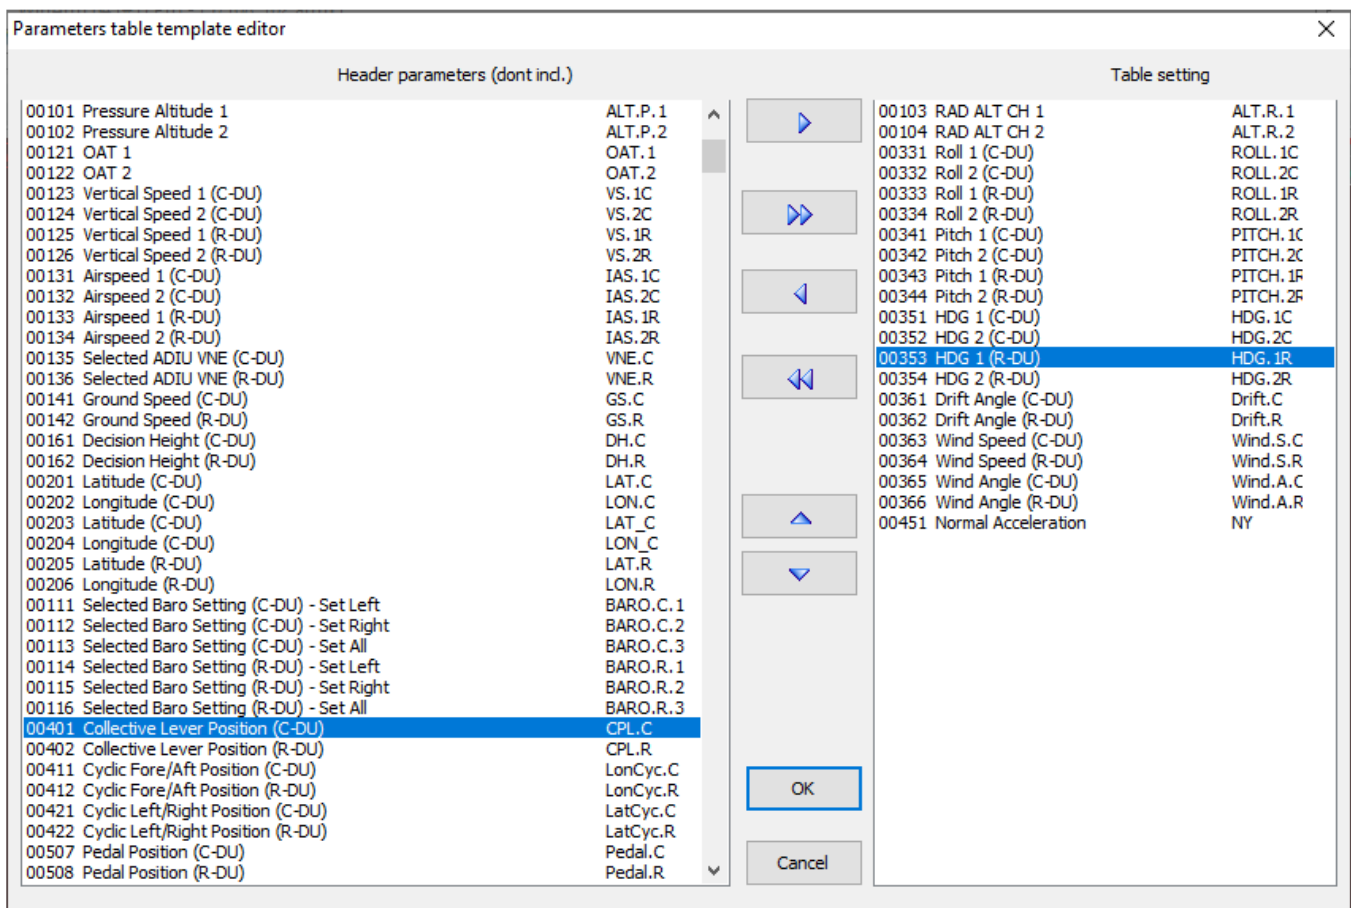 Parameters table template editor
Header parameters (dont incl.)
Table setting
00101 Pressure Altitude 1 ALT.P.1
00102 Pressure Altitude 2 ALT.P.2
00121 OAT 1 OAT.1
00122 OAT 2 OAT.2
00123 Vertical Speed 1 (C-DU) VS.1C
00124 Vertical Speed 2 (C-DU) VS.2C
00125 Vertical Speed 1 (R-DU) VS.1R
00126 Vertical Speed 2 (R-DU) VS.2R
00131 Airspeed 1 (C-DU) IAS.1C
00132 Airspeed 2 (C-DU) IAS.2C
00133 Airspeed 1 (R-DU) IAS.1R
00134 Airspeed 2 (R-DU) IAS.2R
00135 Selected ADIU VNE (C-DU) VNE.C
00136 Selected ADIU VNE (R-DU) VNE.R
00141 Ground Speed (C-DU) GS.C
00142 Ground Speed (R-DU) GS.R
00161 Decision Height (C-DU) DH.C
00162 Decision Height (R-DU) DH.R
00201 Latitude (C-DU) LAT.C
00202 Longitude (C-DU) LON.C
00203 Latitude (C-DU) LAT_C
00204 Longitude (C-DU) LON_C
00205 Latitude (R-DU) LAT.R
00206 Longitude (R-DU) LON.R
00111 Selected Baro Setting (C-DU) - Set Left BARO.C.1
00112 Selected Baro Setting (C-DU) - Set Right BARO.C.2
00113 Selected Baro Setting (C-DU) - Set All BARO.C.3
00114 Selected Baro Setting (R-DU) - Set Left BARO.R.1
00115 Selected Baro Setting (R-DU) - Set Right BARO.R.2
00116 Selected Baro Setting (R-DU) - Set All BARO.R.3
00401 Collective Lever Position (C-DU) CPL.C
00402 Collective Lever Position (R-DU) CPL.R
00411 Cyclic Fore/Aft Position (C-DU) LonCyc.C
00412 Cyclic Fore/Aft Position (R-DU) LonCyc.R
00421 Cyclic Left/Right Position (C-DU) LatCyc.C
00422 Cyclic Left/Right Position (R-DU) LatCyc.R
00507 Pedal Position (C-DU) Pedal.C
00508 Pedal Position (R-DU) Pedal.R
OK
Cancel
00103 RAD ALT CH 1 ALT.R.1
00104 RAD ALT CH 2 ALT.R.2
00331 Roll 1 (C-DU) ROLL.1C
00332 Roll 2 (C-DU) ROLL.2C
00333 Roll 1 (R-DU) ROLL.1R
00334 Roll 2 (R-DU) ROLL.2R
00341 Pitch 1 (C-DU) PITCH.1C
00342 Pitch 2 (C-DU) PITCH.2C
00343 Pitch 1 (R-DU) PITCH.1R
00344 Pitch 2 (R-DU) PITCH.2R
00351 HDG 1 (C-DU) HDG.1C
00352 HDG 2 (C-DU) HDG.2C
00353 HDG 1 (R-DU) HDG.1R
00354 HDG 2 (R-DU) HDG.2R
00361 Drift Angle (C-DU) Drift.C
00362 Drift Angle (R-DU) Drift.R
00363 Wind Speed (C-DU) Wind.S.C
00364 Wind Speed (R-DU) Wind.S.R
00365 Wind Angle (C-DU) Wind.A.C
00366 Wind Angle (R-DU) Wind.A.R
00451 Normal Acceleration NY